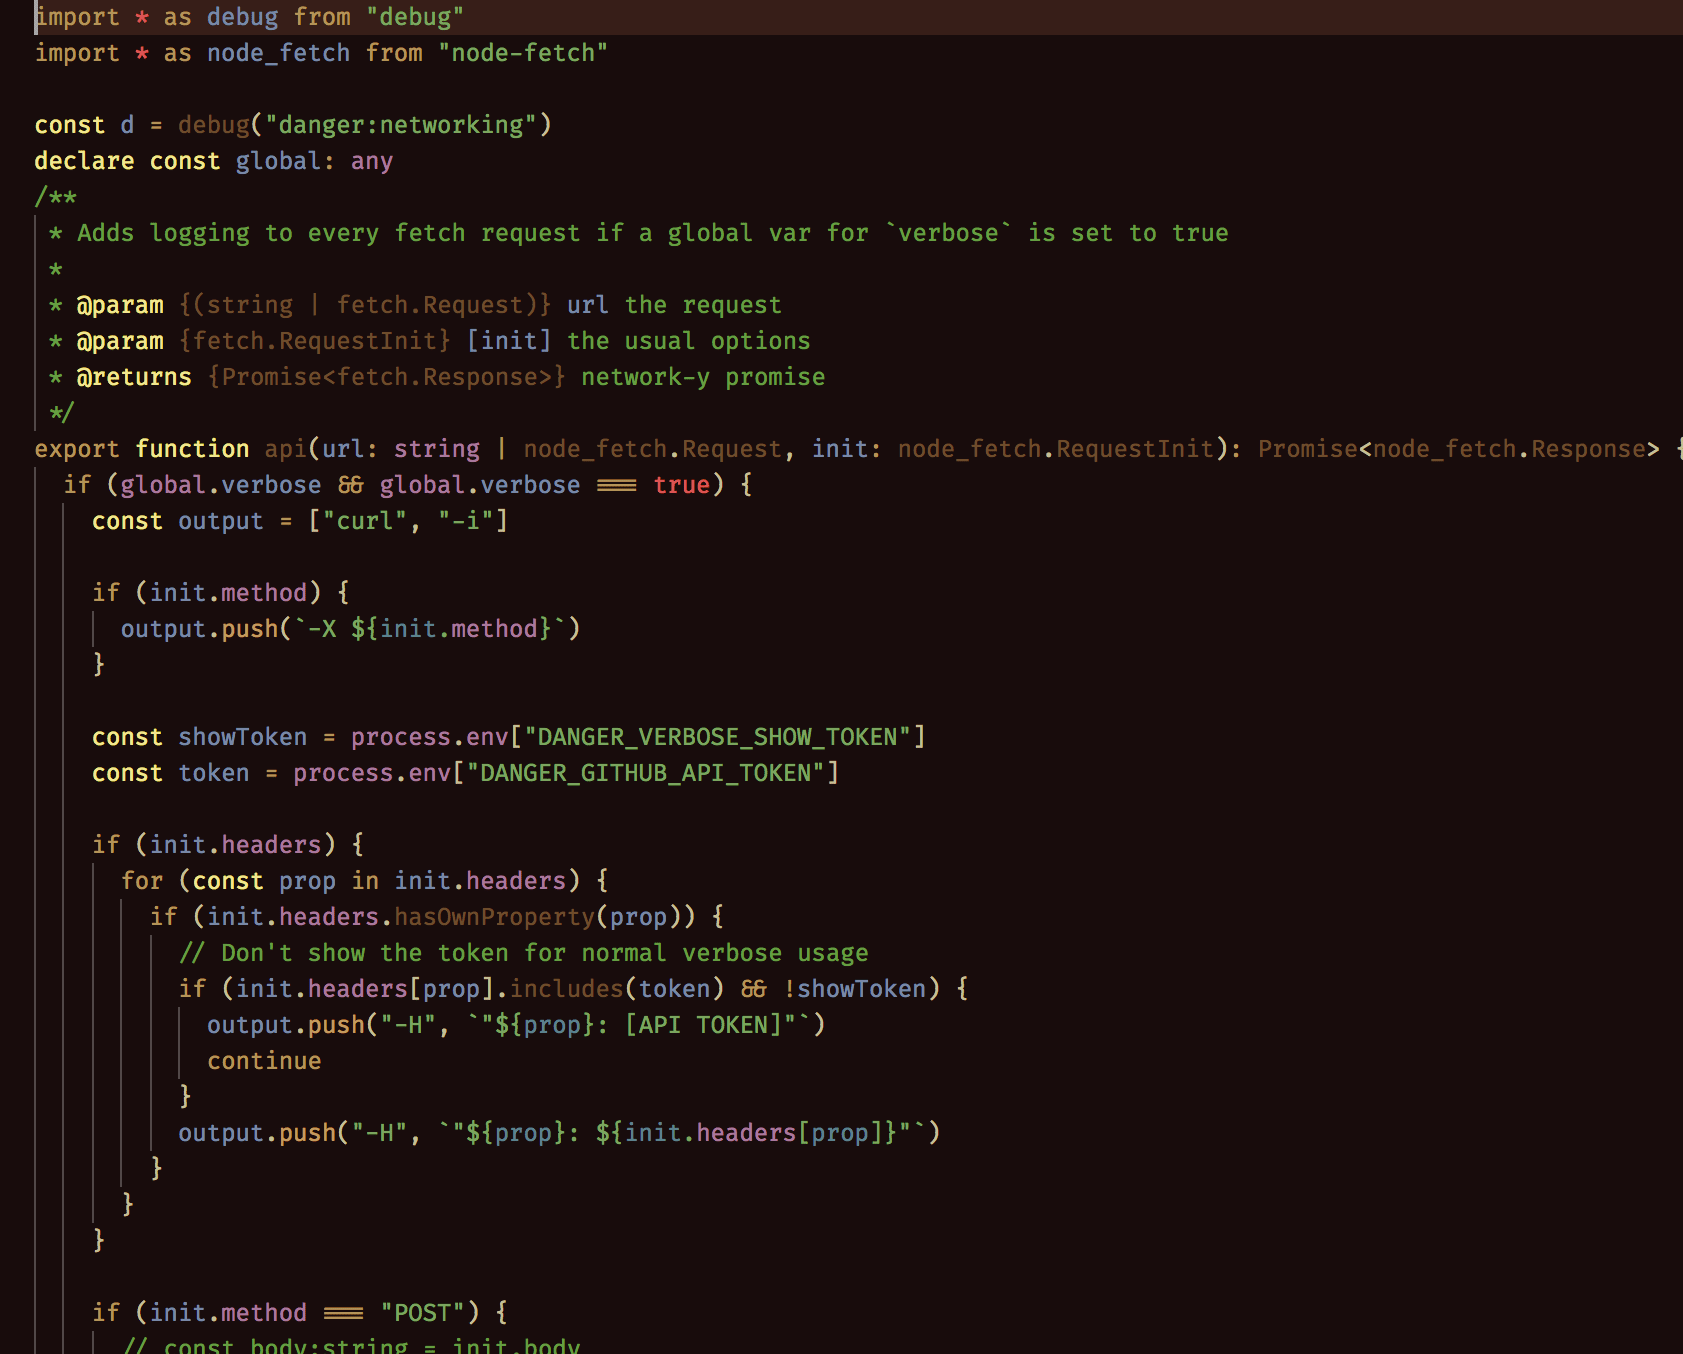 import * as debug from "debug"
import * as node_fetch from "node-fetch"

const d = debug("danger:networking")
declare const global: any
/**
 * Adds logging to every fetch request if a global var for `verbose` is set to true
 *
 * @param {(string | fetch.Request)} url the request
 * @param {fetch.RequestInit} [init] the usual options
 * @returns {Promise<fetch.Response>} network-y promise
 */
export function api(url: string | node_fetch.Request, init: node_fetch.RequestInit): Promise<node_fetch.Response> {
  if (global.verbose && global.verbose === true) {
    const output = ["curl", "-i"]

    if (init.method) {
      output.push(`-X ${init.method}`)
    }

    const showToken = process.env["DANGER_VERBOSE_SHOW_TOKEN"]
    const token = process.env["DANGER_GITHUB_API_TOKEN"]

    if (init.headers) {
      for (const prop in init.headers) {
        if (init.headers.hasOwnProperty(prop)) {
          // Don't show the token for normal verbose usage
          if (init.headers[prop].includes(token) && !showToken) {
            output.push("-H", `"${prop}: [API TOKEN]"`)
            continue
          }
          output.push("-H", `"${prop}: ${init.headers[prop]}"`)
        }
      }
    }

    if (init.method === "POST") {
      // const body:string = init.body